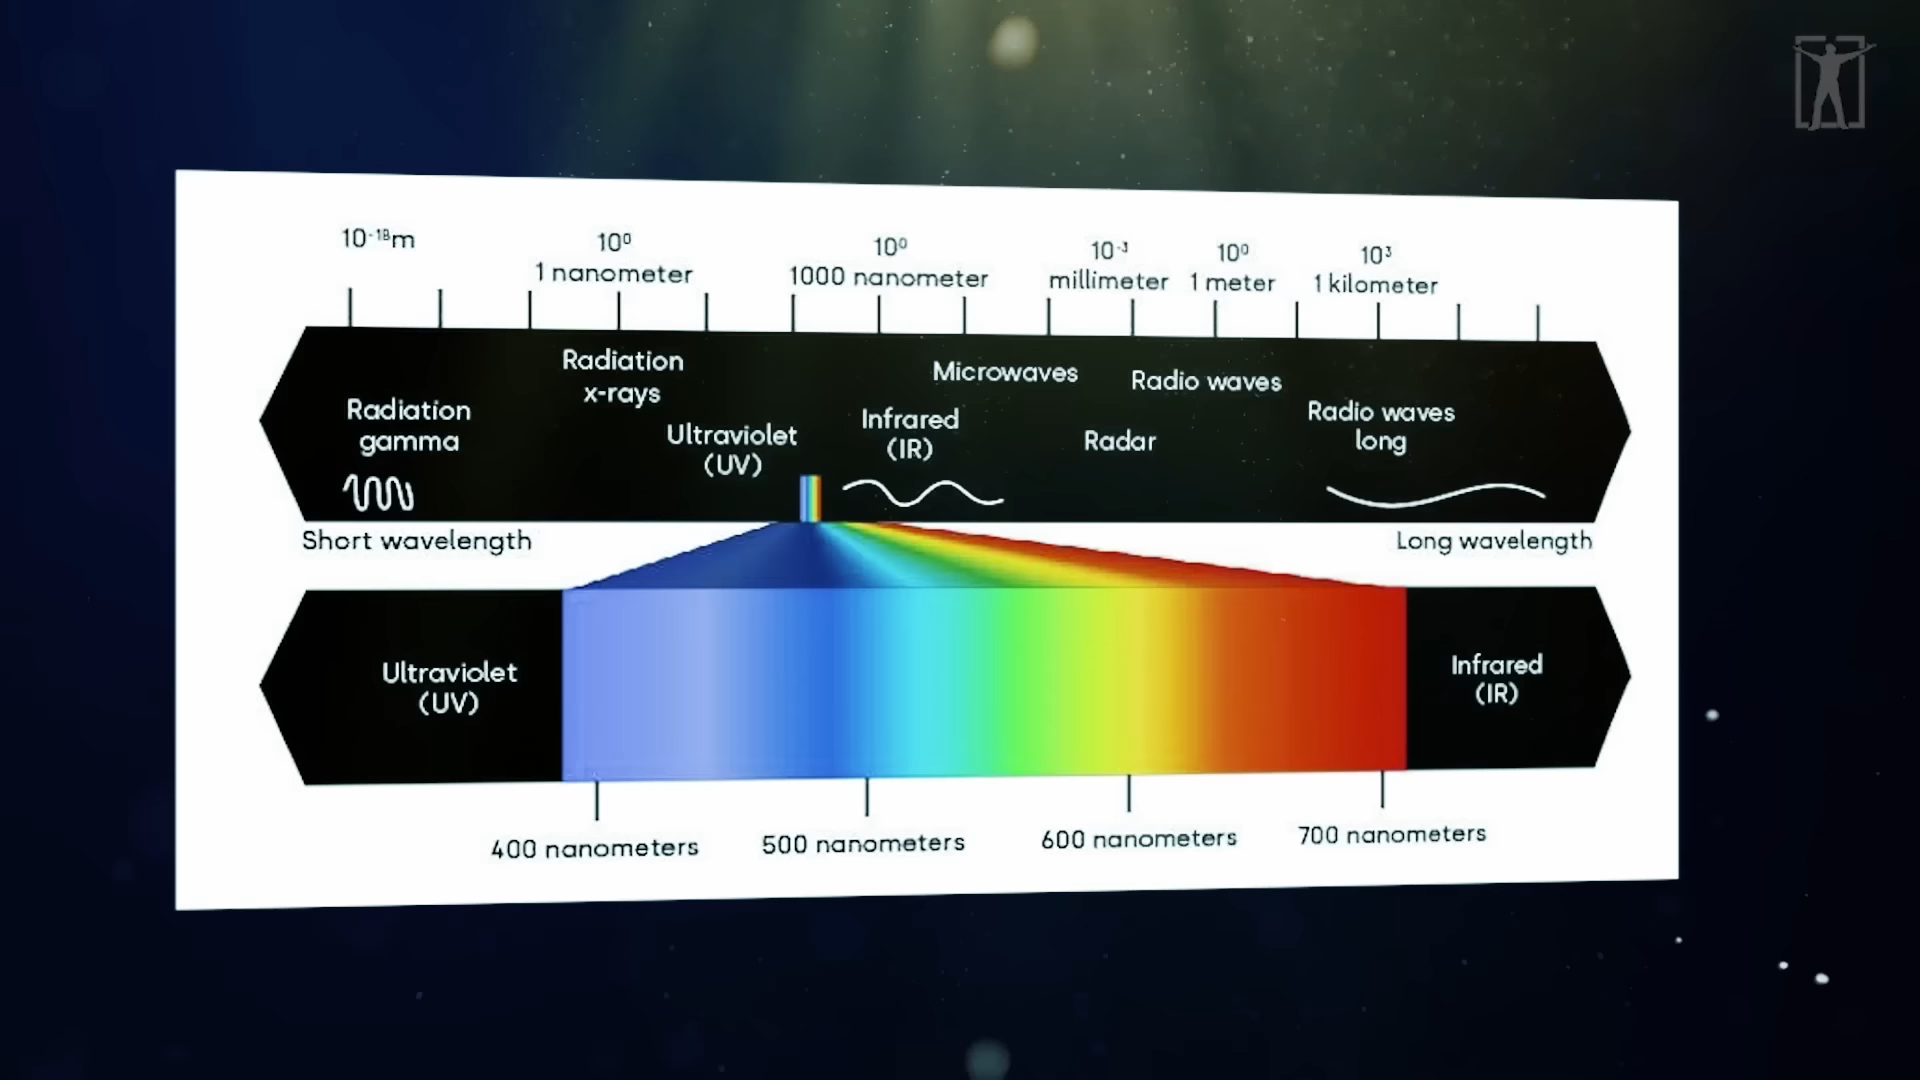 10⁻¹⁸m
10⁰
1 nanometer
10⁰
1000 nanometer
10⁻³
millimeter
10⁰
1 meter
10³
1 kilometer
Radiation
gamma
Radiation
x-rays
Ultraviolet
(UV)
Infrared
(IR)
Microwaves
Radar
Radio waves
Radio waves
long
Short wavelength
Long wavelength
Ultraviolet
(UV)
Infrared
(IR)
400 nanometers
500 nanometers
600 nanometers
700 nanometers